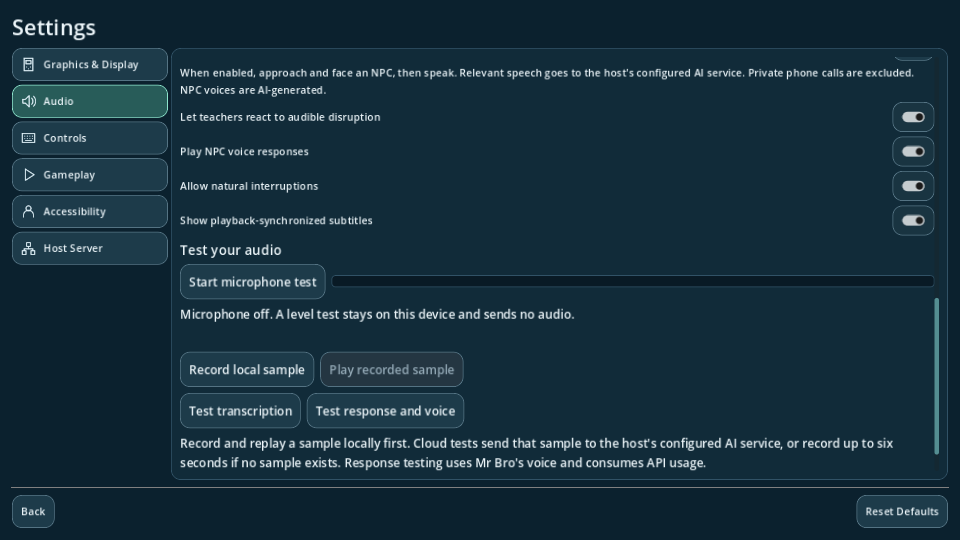 Settings
Graphics & Display
Audio
Controls
Gameplay
Accessibility
Host Server
When enabled, approach and face an NPC, then speak. Relevant speech goes to the host's configured AI service. Private phone calls are excluded.
NPC voices are AI-generated.
Let teachers react to audible disruption
Play NPC voice responses
Allow natural interruptions
Show playback-synchronized subtitles
Test your audio
Start microphone test
Microphone off. A level test stays on this device and sends no audio.
Record local sample
Play recorded sample
Test transcription
Test response and voice
Record and replay a sample locally first. Cloud tests send that sample to the host's configured AI service, or record up to six
seconds if no sample exists. Response testing uses Mr Bro's voice and consumes API usage.
Back
Reset Defaults